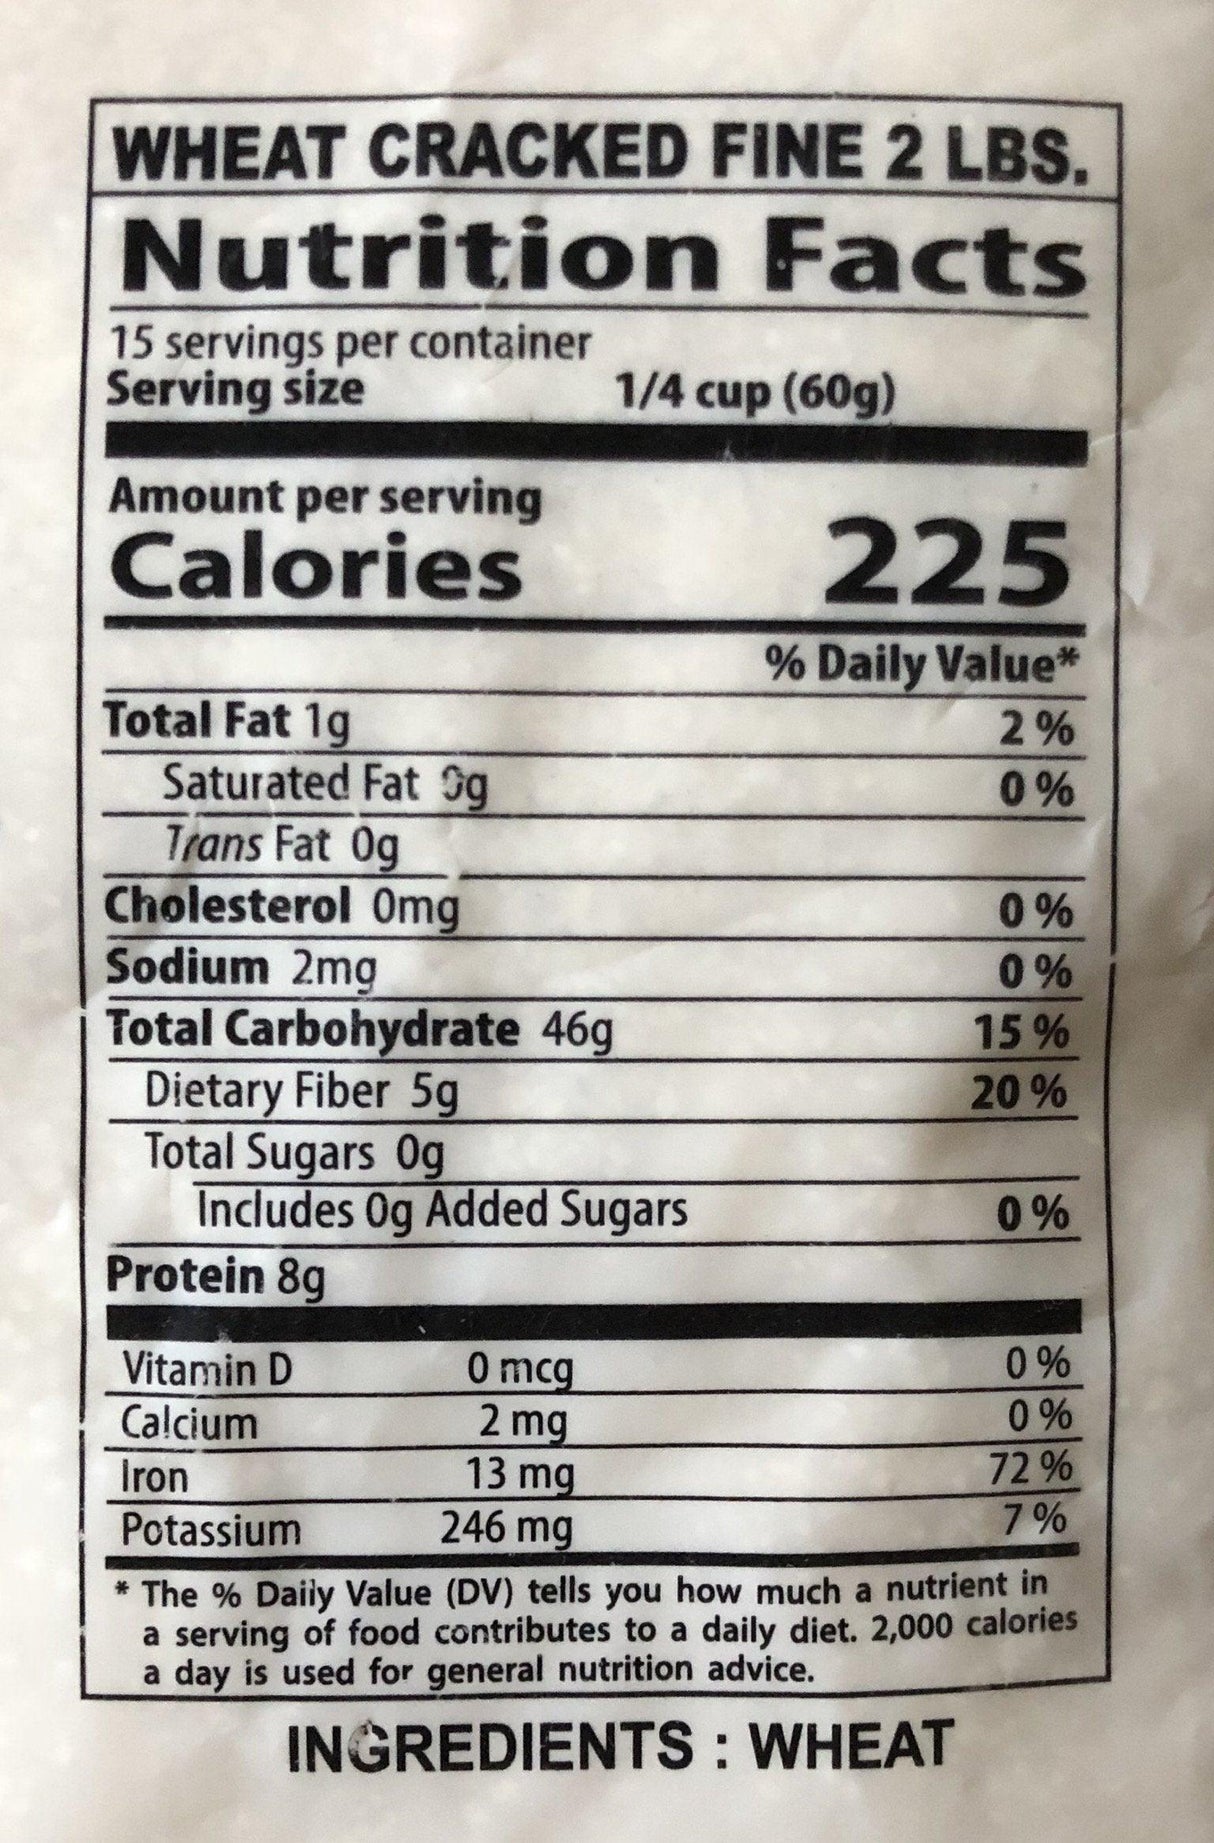 WHEAT CRACKED FINE 2 LBS.
Nutrition Facts
15 servings per container
Serving size 1/4 cup (60g)
Amount per serving
Calories 225
% Daily Value*
Total Fat 1g 2 %
Saturated Fat 0g 0 %
Trans Fat 0g
Cholesterol 0mg 0 %
Sodium 2mg 0 %
Total Carbohydrate 46g 15 %
Dietary Fiber 5g 20 %
Total Sugars 0g
Includes 0g Added Sugars 0 %
Protein 8g
Vitamin D 0 mcg 0 %
Calcium 2 mg 0 %
Iron 13 mg 72 %
Potassium 246 mg 7 %
* The % Daily Value (DV) tells you how much a nutrient in
a serving of food contributes to a daily diet. 2,000 calories
a day is used for general nutrition advice.
INGREDIENTS : WHEAT